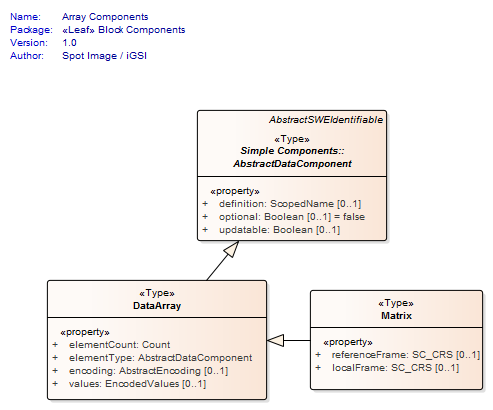 Name: Array Components
Package: «Leaf» Block Components
Version: 1.0
Author: Spot Image / iGSI
AbstractSWEIdentifiable
«Type»
Simple Components::
AbstractDataComponent
«property»
+ definition: ScopedName [0..1]
+ optional: Boolean [0..1] = false
+ updatable: Boolean [0..1]
«Type»
DataArray
«property»
+ elementCount: Count
+ elementType: AbstractDataComponent
+ encoding: AbstractEncoding [0..1]
+ values: EncodedValues [0..1]
«Type»
Matrix
«property»
+ referenceFrame: SC_CRS [0..1]
+ localFrame: SC_CRS [0..1]